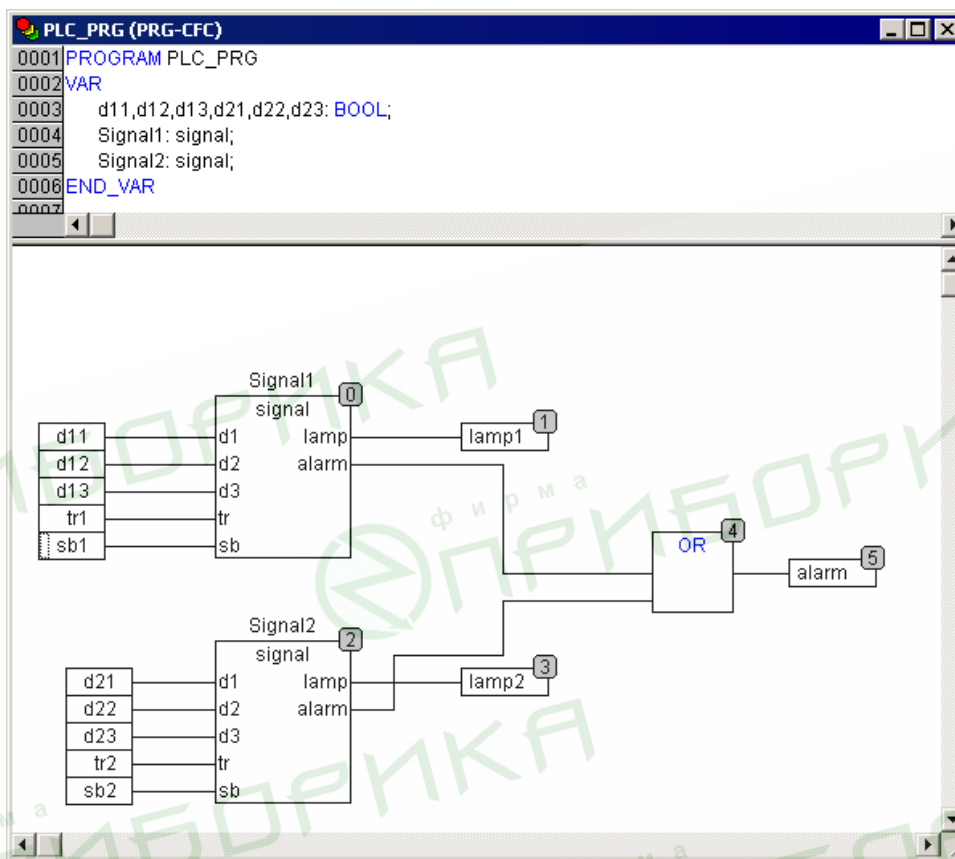 PLC_PRG (PRG-CFC)
0001 PROGRAM PLC_PRG
0002 VAR
0003 d11,d12,d13,d21,d22,d23: BOOL;
0004 Signal1: signal;
0005 Signal2: signal;
0006 END_VAR
0007
Signal1
0
signal
d11 d1 lamp lamp1 1
d12 d2 alarm
d13 d3
tr1 tr
sb1 sb
OR 4
alarm 5
Signal2
2
signal
d21 d1 lamp lamp2 3
d22 d2 alarm
d23 d3
tr2 tr
sb2 sb
фирма
ПРИБОРИКА